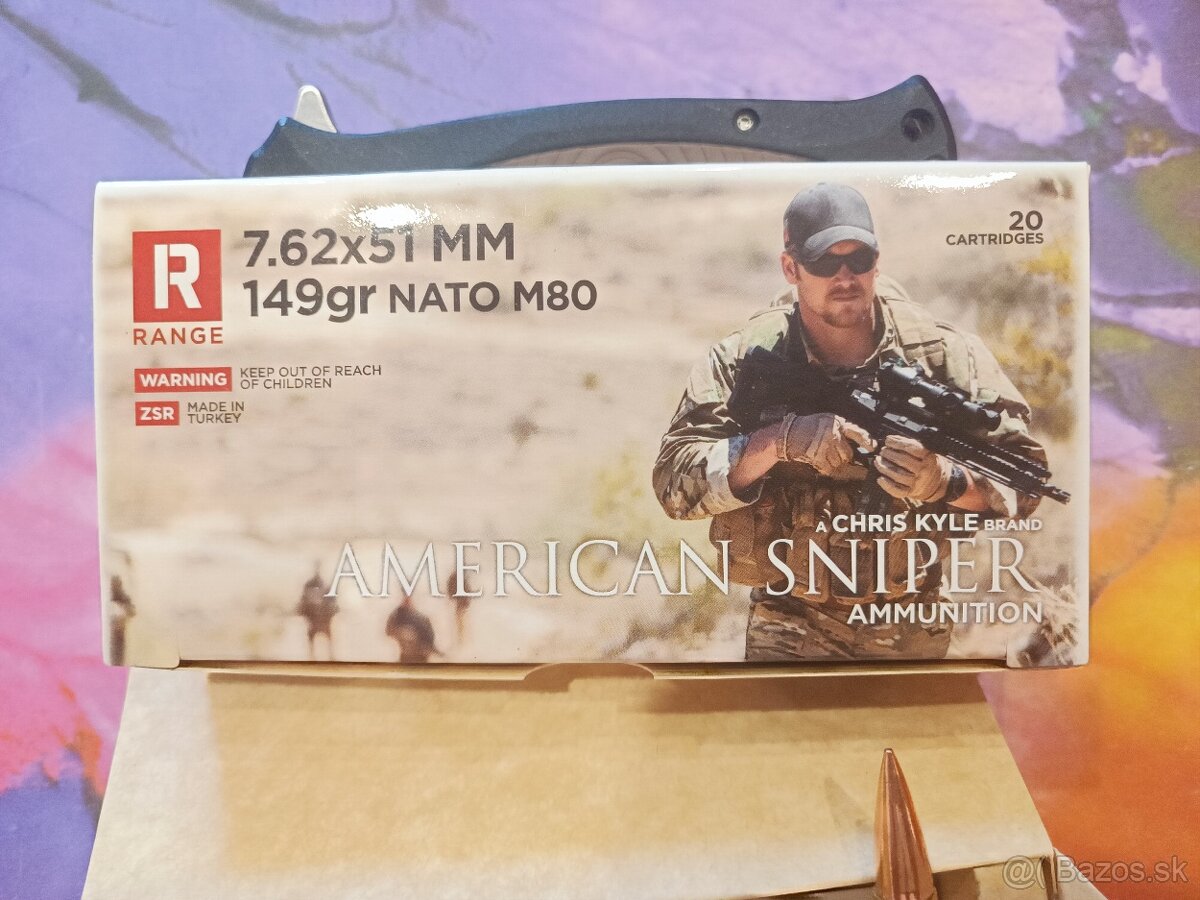 R
RANGE
7.62x51 MM
149gr NATO M80
20
CARTRIDGES
WARNING KEEP OUT OF REACH
OF CHILDREN
ZSR MADE IN
TURKEY
A CHRIS KYLE BRAND
AMERICAN SNIPER
AMMUNITION
@( Bazos.sk